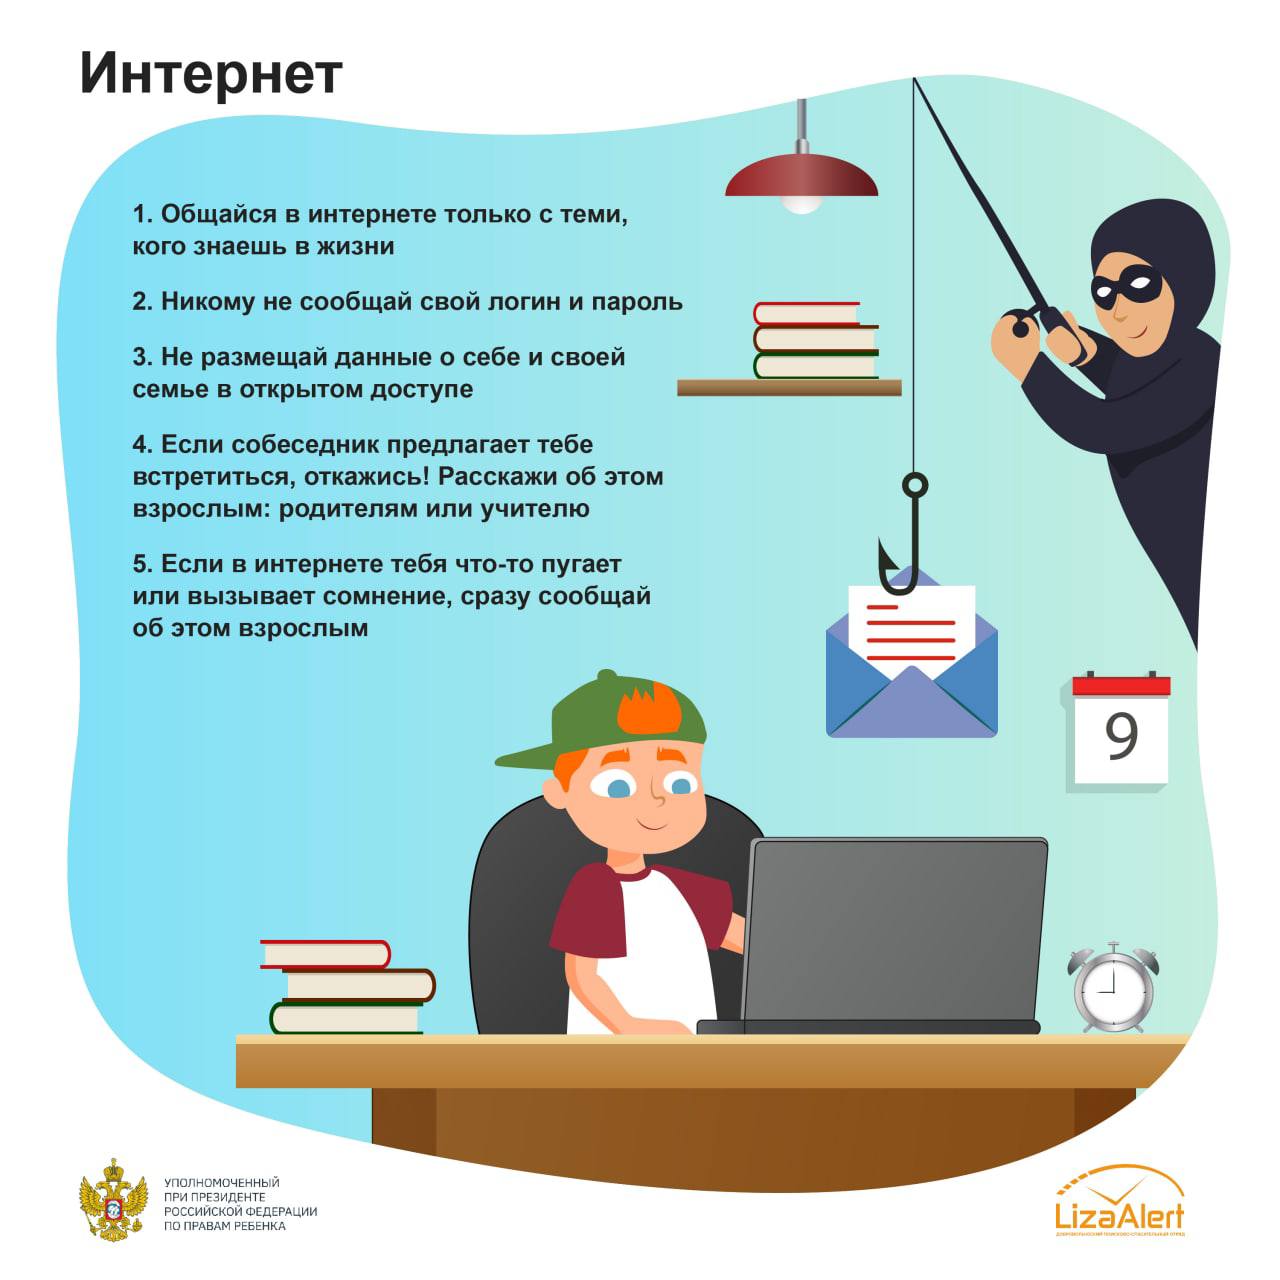 Интернет
1. Общайся в интернете только с теми,
кого знаешь в жизни
2. Никому не сообщай свой логин и пароль
3. Не размещай данные о себе и своей
семье в открытом доступе
4. Если собеседник предлагает тебе
встретиться, откажись! Расскажи об этом
взрослым: родителям или учителю
5. Если в интернете тебя что-то пугает
или вызывает сомнение, сразу сообщай
об этом взрослым
9
УПОЛНОМОЧЕННЫЙ
ПРИ ПРЕЗИДЕНТЕ
РОССИЙСКОЙ ФЕДЕРАЦИИ
ПО ПРАВАМ РЕБЕНКА
LizaAlert
ДОБРОВОЛЬЧЕСКИЙ ПОИСКОВО-СПАСАТЕЛЬНЫЙ ОТРЯД